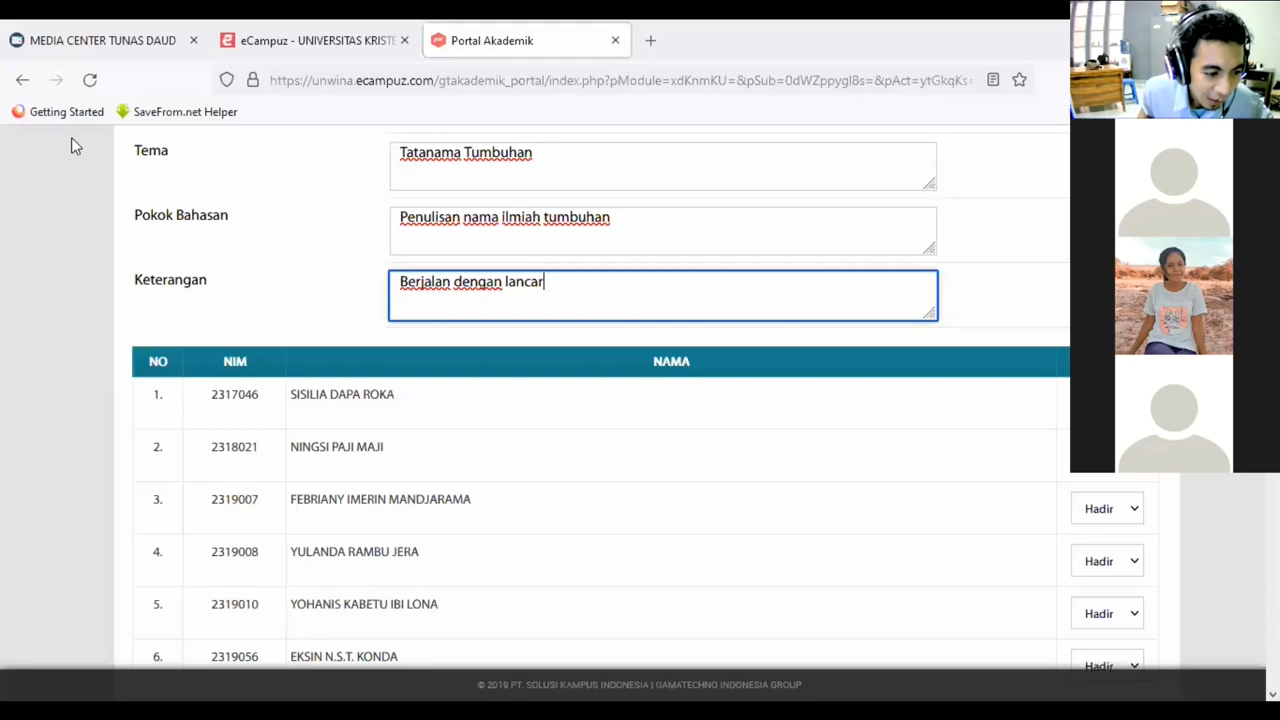 MEDIA CENTER TUNAS DAUD
eCampuz - UNIVERSITAS KRISTE
Portal Akademik
https://unwina.ecampuz.com/gtakademik_portal/index.php?pModule=xdKnmKU=&pSub=0dWZppygl8s=&pAct=ytGkqKs=
Getting Started
SaveFrom.net Helper
Tema
Tatanama Tumbuhan
Pokok Bahasan
Penulisan nama ilmiah tumbuhan
Keterangan
Berjalan dengan lancar
NO NIM NAMA
1. 2317046 SISILIA DAPA ROKA
2. 2318021 NINGSI PAJI MAJI
3. 2319007 FEBRIANY IMERIN MANDJARAMA Hadir
4. 2319008 YULANDA RAMBU JERA Hadir
5. 2319010 YOHANIS KABETU IBI LONA Hadir
6. 2319056 EKSIN N.S.T. KONDA Hadir
© 2019 PT. SOLUSI KAMPUS INDONESIA | GAMATECHNO INDONESIA GROUP